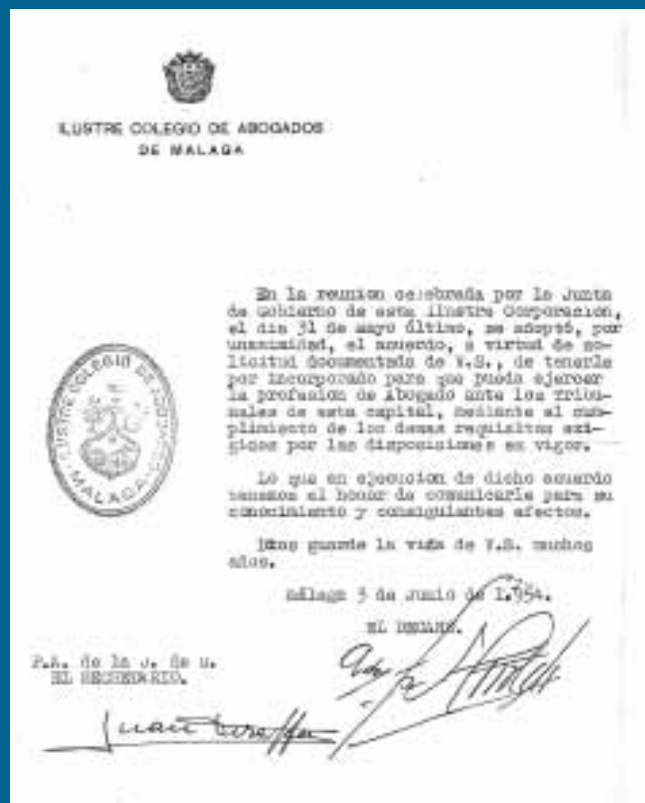 ILUSTRE COLEGIO DE ABOGADOS
DE MALAGA
En la reunion celebrada por la Junta
de Gobierno de esta Ilustre Corporacion,
el dia 31 de mayo último, se adoptó, por
unanimidad, el acuerdo, a virtud de so-
licitud documentada de V.S., de tenerle
por incorporado para que pueda ejercer
la profesion de Abogado ante los Tribu-
nales de esta capital, mediante el cum-
plimiento de los demas requisitos exi-
gidos por las disposiciones en vigor.
Lo que en ejecucion de dicho acuerdo
tenemos el honor de comunicarle para su
conocimiento y consiguientes efectos.
Dios guarde la vida de V.S. muchos
años.
Málaga 3 de Junio de 1.954.
EL DECANO.
P.A. de la J. de G.
EL SECRETARIO.
Juan
ILUSTRE COLEGIO DE ABOGADOS
MALAGA